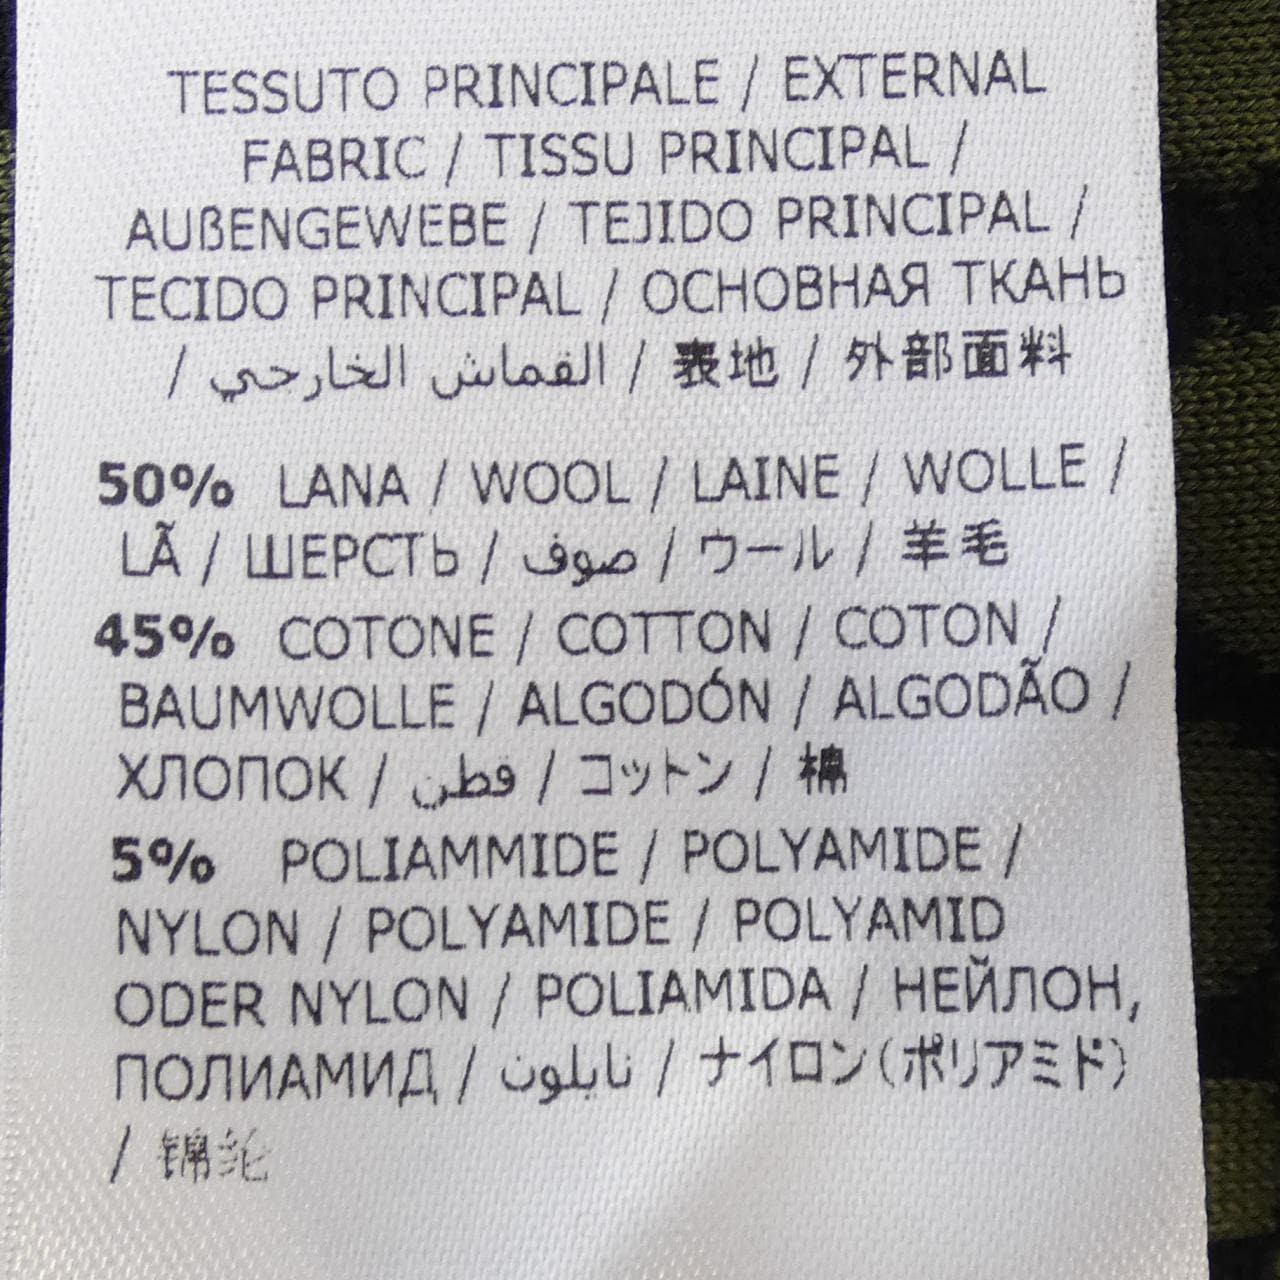 TESSUTO PRINCIPALE / EXTERNAL
FABRIC / TISSU PRINCIPAL /
AUßENGEWEBE / TEJIDO PRINCIPAL /
TECIDO PRINCIPAL / ОСНОВНАЯ ТКАНЬ
/ القماش الخارجي / 表地 / 外部面料
50% LANA / WOOL / LAINE / WOLLE /
LÃ / ШЕРСТЬ / صوف / ウール / 羊毛
45% COTONE / COTTON / COTON /
BAUMWOLLE / ALGODÓN / ALGODÃO /
ХЛОПОК / قطن / コットン / 棉
5% POLIAMMIDE / POLYAMIDE /
NYLON / POLYAMIDE / POLYAMID
ODER NYLON / POLIAMIDA / НЕЙЛОН,
ПОЛИАМИД / نايلون / ナイロン(ポリアミド)
/ 锦纶